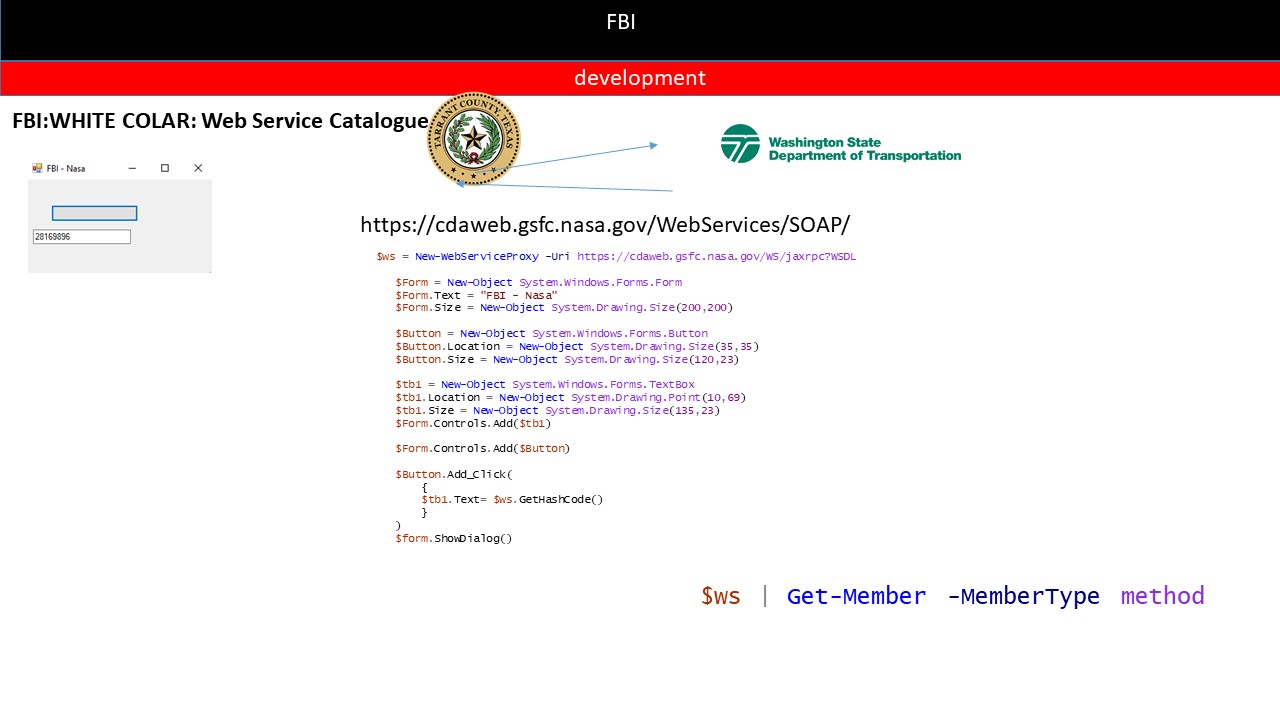 FBI
development
FBI:WHITE COLAR: Web Service Catalogue
TARRANT COUNTY TEXAS
Washington State
Department of Transportation
FBI - Nasa
28169896
https://cdaweb.gsfc.nasa.gov/WebServices/SOAP/
$ws = New-WebServiceProxy -Uri https://cdaweb.gsfc.nasa.gov/WS/jaxrpc?WSDL
$Form = New-Object System.Windows.Forms.Form
$Form.Text = "FBI - Nasa"
$Form.Size = New-Object System.Drawing.Size(200,200)
$Button = New-Object System.Windows.Forms.Button
$Button.Location = New-Object System.Drawing.Size(35,35)
$Button.Size = New-Object System.Drawing.Size(120,23)
$tb1 = New-Object System.Windows.Forms.TextBox
$tb1.Location = New-Object System.Drawing.Point(10,69)
$tb1.Size = New-Object System.Drawing.Size(135,23)
$Form.Controls.Add($tb1)
$Form.Controls.Add($Button)
$Button.Add_Click(
{
$tb1.Text= $ws.GetHashCode()
}
)
$form.ShowDialog()
$ws | Get-Member -MemberType method